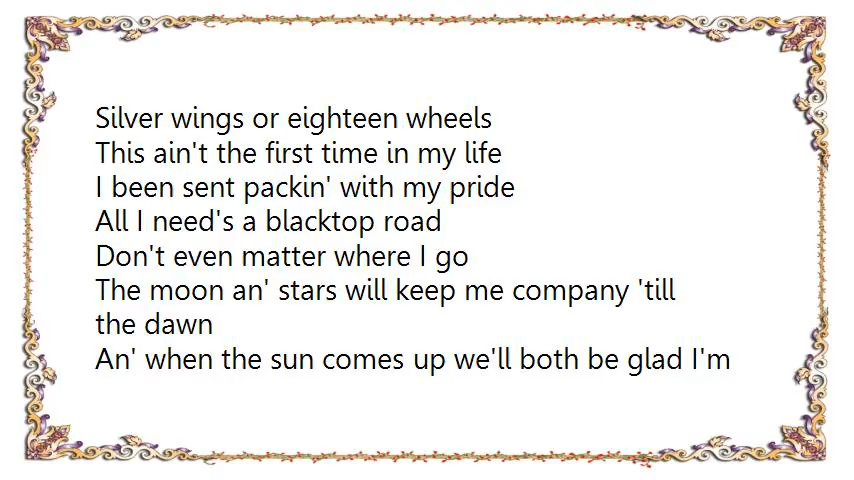 Silver wings or eighteen wheels
This ain't the first time in my life
I been sent packin' with my pride
All I need's a blacktop road
Don't even matter where I go
The moon an' stars will keep me company 'till
the dawn
An' when the sun comes up we'll both be glad I'm